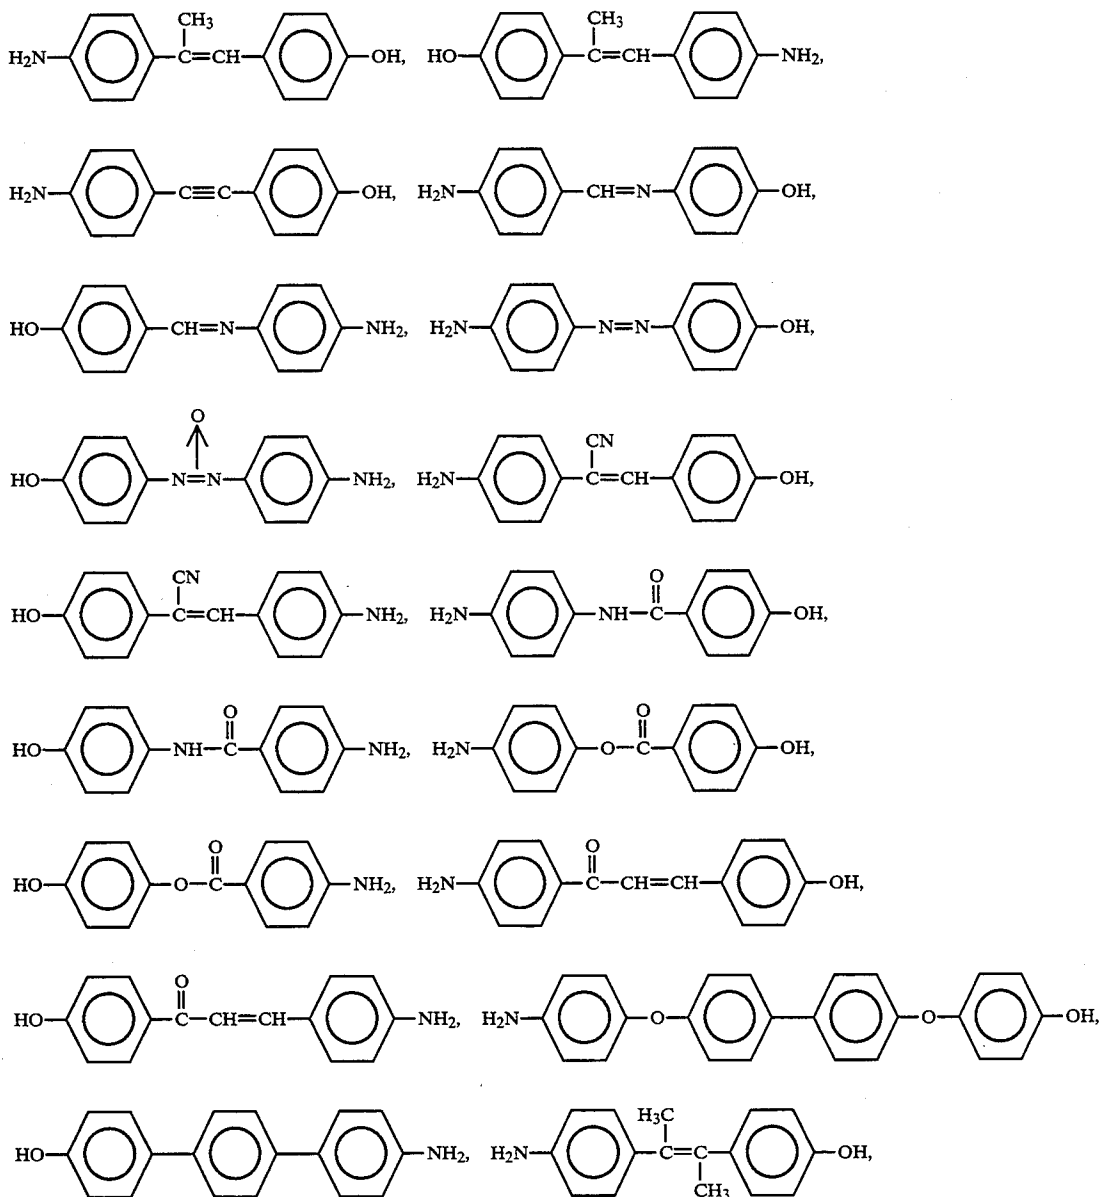 CH3 CH3
H2N C=CH OH, HO C=CH NH2,
H2N C≡C OH, H2N CH=N OH,
HO CH=N NH2, H2N N=N OH,
O CN
HO N=N NH2, H2N C=CH OH,
CN O
HO C=CH NH2, H2N NH-C OH,
O O
HO NH-C NH2, H2N O-C OH,
O O
HO O-C NH2, H2N C-CH=CH OH,
O
HO C-CH=CH NH2, H2N O O OH,
H3C
HO NH2, H2N C=C OH,
CH3